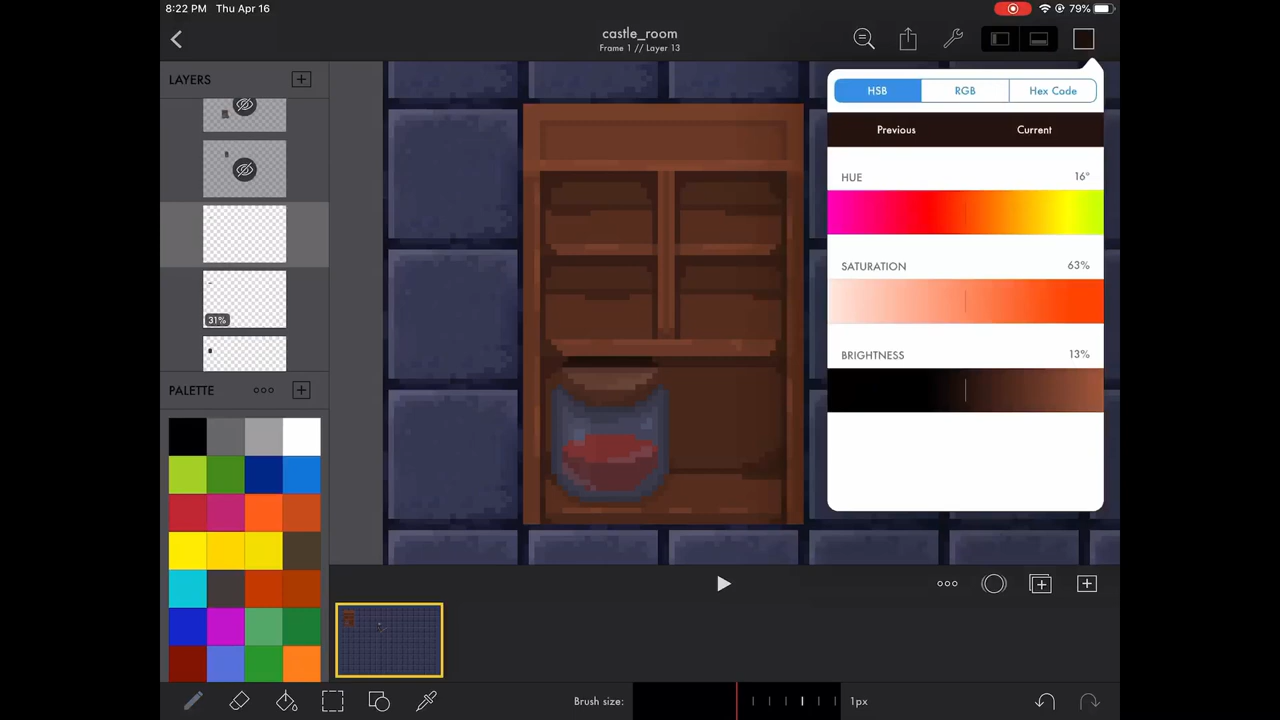 8:22 PM Thu Apr 16
79%
castle_room
Frame 1 // Layer 13
LAYERS
31%
PALETTE
HSB
RGB
Hex Code
Previous
Current
HUE
16°
SATURATION
63%
BRIGHTNESS
13%
Brush size:
1px